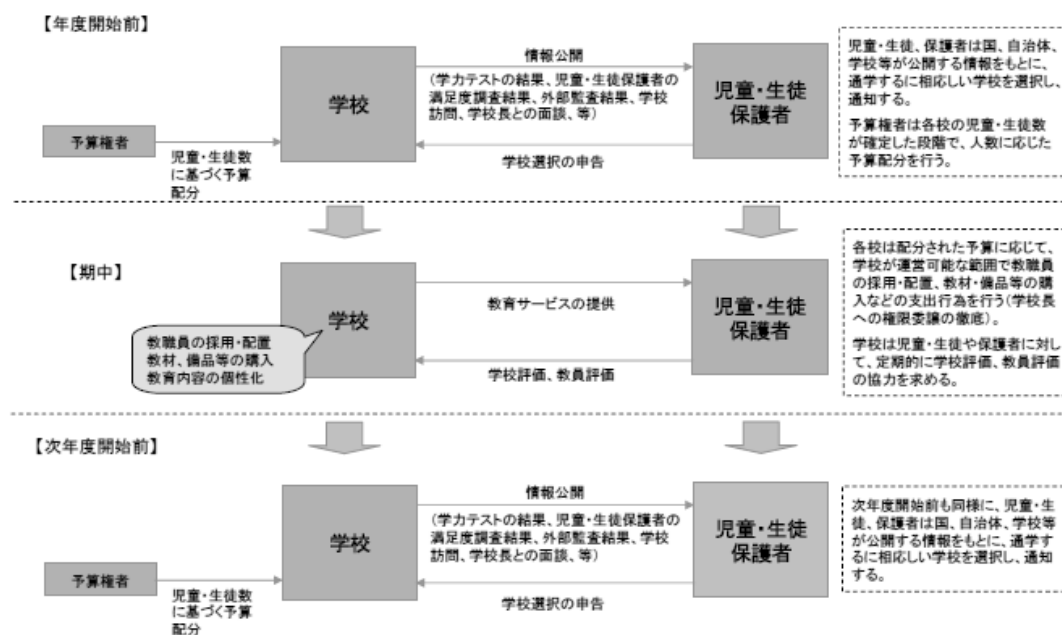 【年度開始前】
情報公開
(学力テストの結果、児童・生徒保護者の
満足度調査結果、外部監査結果、学校
訪問、学校長との面談、等)
学校
児童・生徒
保護者
予算権者
児童・生徒数
に基づく予算
配分
学校選択の申告
児童・生徒、保護者は国、自治体、
学校等が公開する情報をもとに、
通学するに相応しい学校を選択し、
通知する。
予算権者は各校の児童・生徒数
が確定した段階で、人数に応じた
予算配分を行う。
【期中】
学校
教育サービスの提供
児童・生徒
保護者
教職員の採用・配置
教材、備品等の購入
教育内容の個性化
学校評価、教員評価
各校は配分された予算に応じて、
学校が運営可能な範囲で教職員
の採用・配置、教材・備品等の購
入などの支出行為を行う(学校長
への権限委譲の徹底)。
学校は児童・生徒や保護者に対し
て、定期的に学校評価、教員評価
の協力を求める。
【次年度開始前】
情報公開
(学力テストの結果、児童・生徒保護者の
満足度調査結果、外部監査結果、学校
訪問、学校長との面談、等)
学校
児童・生徒
保護者
予算権者
児童・生徒数
に基づく予算
配分
学校選択の申告
次年度開始前も同様に、児童・生
徒、保護者は国、自治体、学校等
が公開する情報をもとに、通学す
るに相応しい学校を選択し、通知
する。